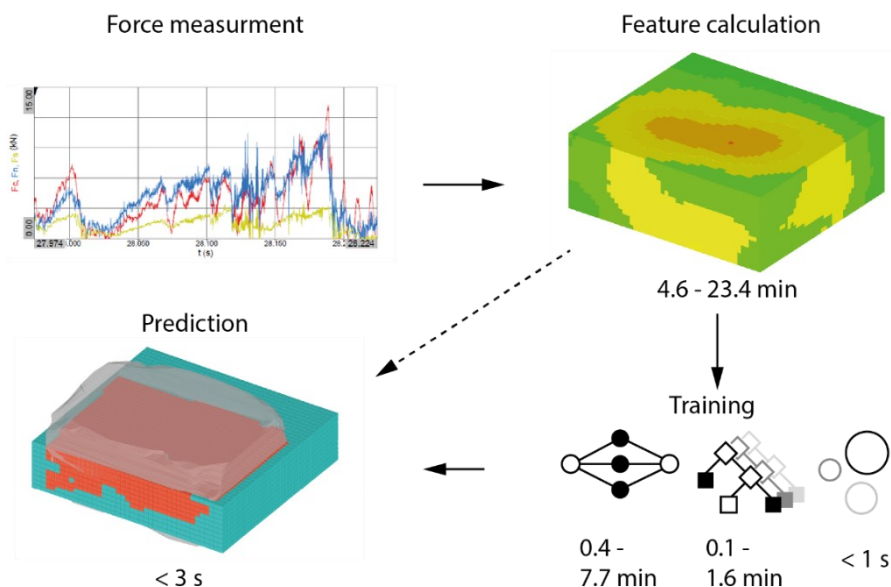 Force measurment
Feature calculation
15.00
Fc, Fn, Fs (kN)
0.00
27.974
28.050
28.100
28.150
28.224
t (s)
4.6 - 23.4 min
Prediction
Training
0.4 -
7.7 min
0.1 -
1.6 min
< 1 s
< 3 s